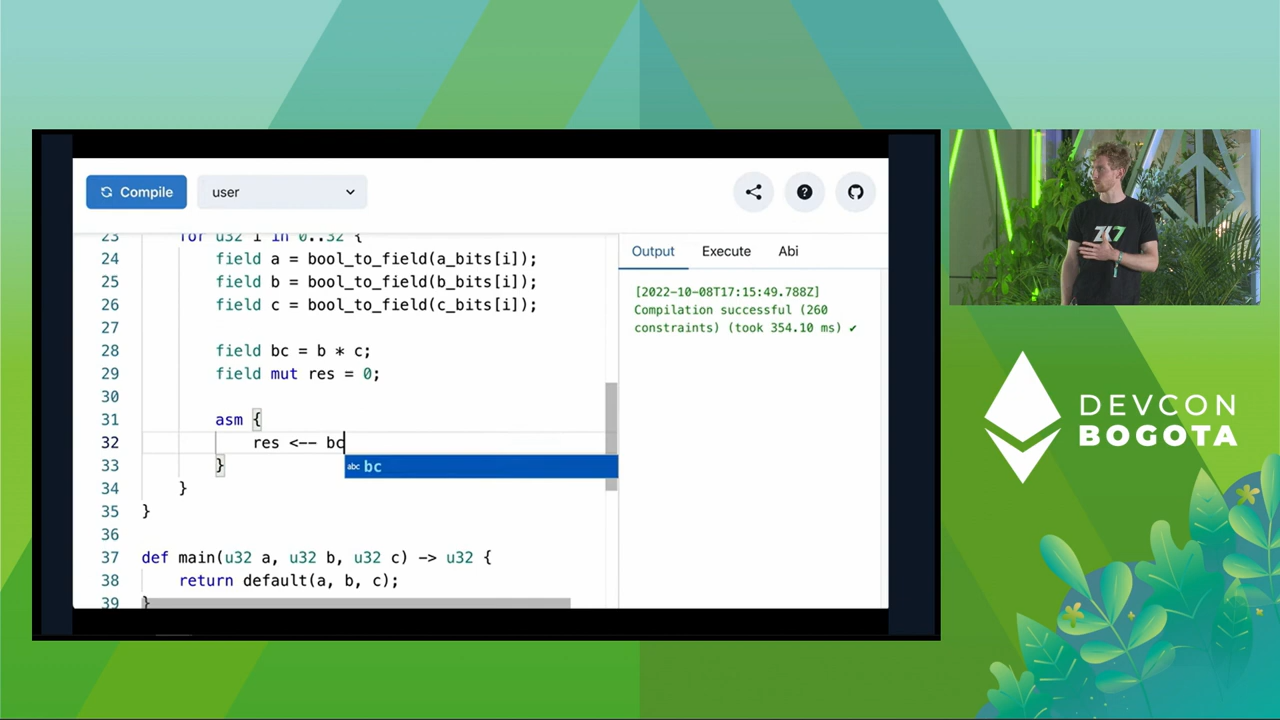 Compile
user
Output
Execute
Abi
23 for u32 i in 0..32 {
24 field a = bool_to_field(a_bits[i]);
25 field b = bool_to_field(b_bits[i]);
26 field c = bool_to_field(c_bits[i]);
27
28 field bc = b * c;
29 field mut res = 0;
30
31 asm {
32 res <-- bc
abc bc
33 }
34 }
35 }
36
37 def main(u32 a, u32 b, u32 c) -> u32 {
38 return default(a, b, c);
39 }
[2022-10-08T17:15:49.788Z]
Compilation successful (260
constraints) (took 354.10 ms) ✔
ZK7
DEVCON
BOGOTA